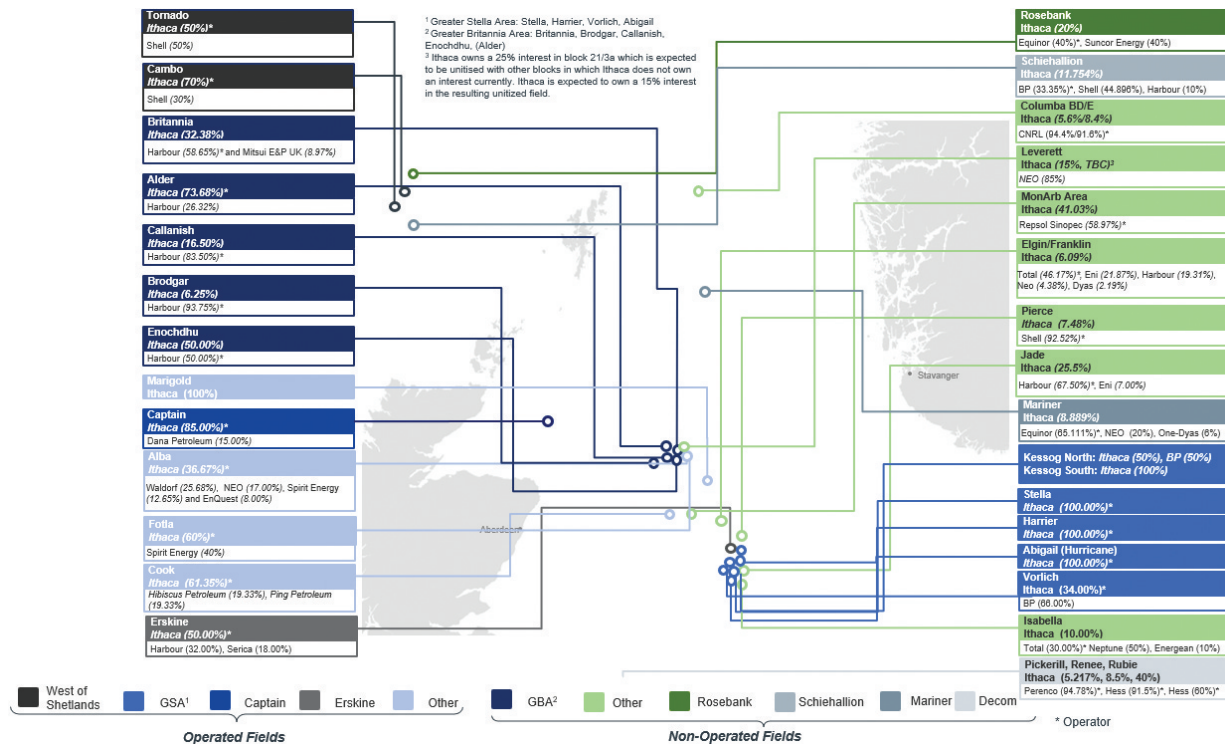 Tornado
Ithaca (50%)*
Shell (50%)
Cambo
Ithaca (70%)*
Shell (30%)
Britannia
Ithaca (32.38%)
Harbour (58.65%)* and Mitsui E&P UK (8.97%)
Alder
Ithaca (73.68%)*
Harbour (26.32%)
Callanish
Ithaca (16.50%)
Harbour (83.50%)*
Brodgar
Ithaca (6.25%)
Harbour (93.75%)*
Enochdhu
Ithaca (50.00%)
Harbour (50.00%)*
Marigold
Ithaca (100%)
Captain
Ithaca (85.00%)*
Dana Petroleum (15.00%)
Alba
Ithaca (36.67%)*
Waldorf (25.68%), NEO (17.00%), Spirit Energy
(12.65%) and EnQuest (8.00%)
Fotla
Ithaca (60%)*
Spirit Energy (40%)
Cook
Ithaca (61.35%)*
Hibiscus Petroleum (19.33%), Ping Petroleum
(19.33%)
Erskine
Ithaca (50.00%)*
Harbour (32.00%), Serica (18.00%)
¹ Greater Stella Area: Stella, Harrier, Vorlich, Abigail
² Greater Britannia Area: Britannia, Brodgar, Callanish,
Enochdhu, (Alder)
³ Ithaca owns a 25% interest in block 21/3a which is expected
to be unitised with other blocks in which Ithaca does not own
an interest currently. Ithaca is expected to own a 15% interest
in the resulting unitized field.
Aberdeen
Stavanger
Rosebank
Ithaca (20%)
Equinor (40%)*, Suncor Energy (40%)
Schiehallion
Ithaca (11.754%)
BP (33.35%)*, Shell (44.896%), Harbour (10%)
Columba BD/E
Ithaca (5.6%/8.4%)
CNRL (94.4%/91.6%)*
Leverett
Ithaca (15%, TBC)³
NEO (85%)
MonArb Area
Ithaca (41.03%)
Repsol Sinopec (58.97%)*
Elgin/Franklin
Ithaca (6.09%)
Total (46.17%)*, Eni (21.87%), Harbour (19.31%),
Neo (4.38%), Dyas (2.19%)
Pierce
Ithaca (7.48%)
Shell (92.52%)*
Jade
Ithaca (25.5%)
Harbour (67.50%)*, Eni (7.00%)
Mariner
Ithaca (8.889%)
Equinor (65.111%)*, NEO (20%), One-Dyas (6%)
Kessog North: Ithaca (50%), BP (50%)
Kessog South: Ithaca (100%)
Stella
Ithaca (100.00%)*
Harrier
Ithaca (100.00%)*
Abigail (Hurricane)
Ithaca (100.00%)*
Vorlich
Ithaca (34.00%)*
BP (66.00%)
Isabella
Ithaca (10.00%)
Total (30.00%)* Neptune (50%), Energean (10%)
Pickerill, Renee, Rubie
Ithaca (5.217%, 8.5%, 40%)
Perenco (94.78%)*, Hess (91.5%)*, Hess (60%)*
West of
Shetlands
GSA¹
Captain
Erskine
Other
GBA²
Other
Rosebank
Schiehallion
Mariner
Decom
Operated Fields
Non-Operated Fields
* Operator